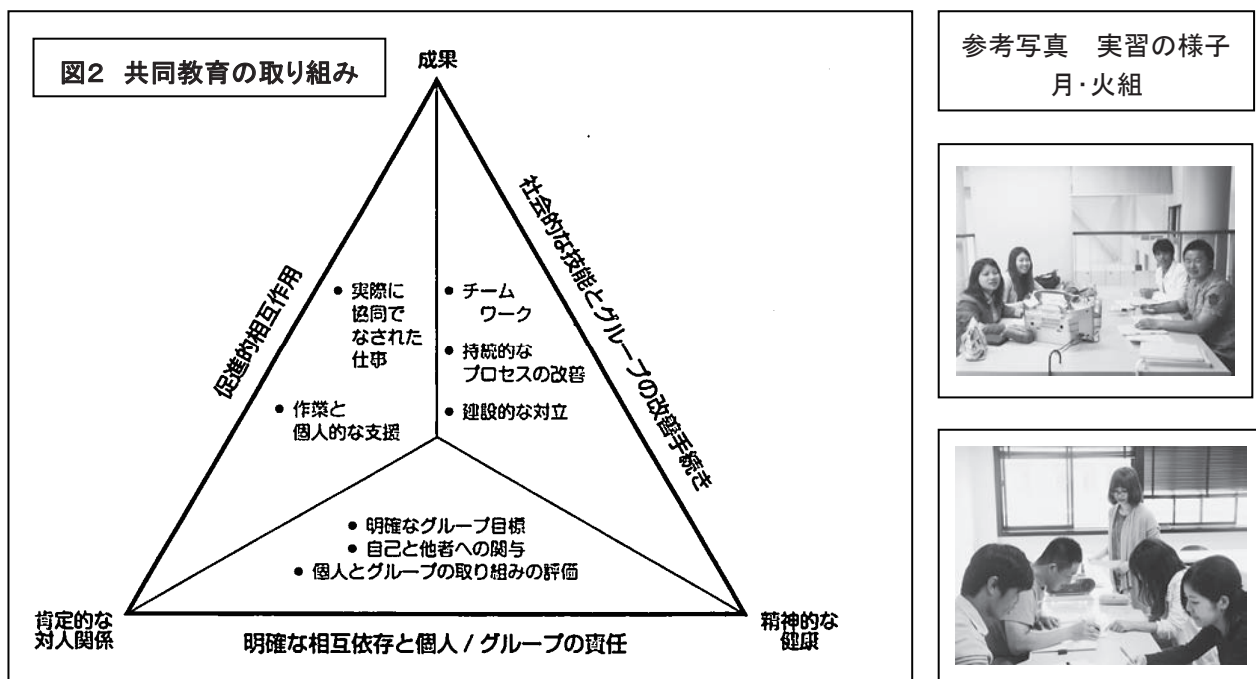 図2 共同教育の取り組み
成果
促進的相互作用
社会的な技能とグループの改善手続き
● 実際に
協同で
なされた
仕事
● 作業と
個人的な支援
● チーム
ワーク
● 持続的な
プロセスの改善
● 建設的な対立
● 明確なグループ目標
● 自己と他者への関与
● 個人とグループの取り組みの評価
肯定的な
対人関係
明確な相互依存と個人 / グループの責任
精神的な
健康
参考写真 実習の様子
月・火組